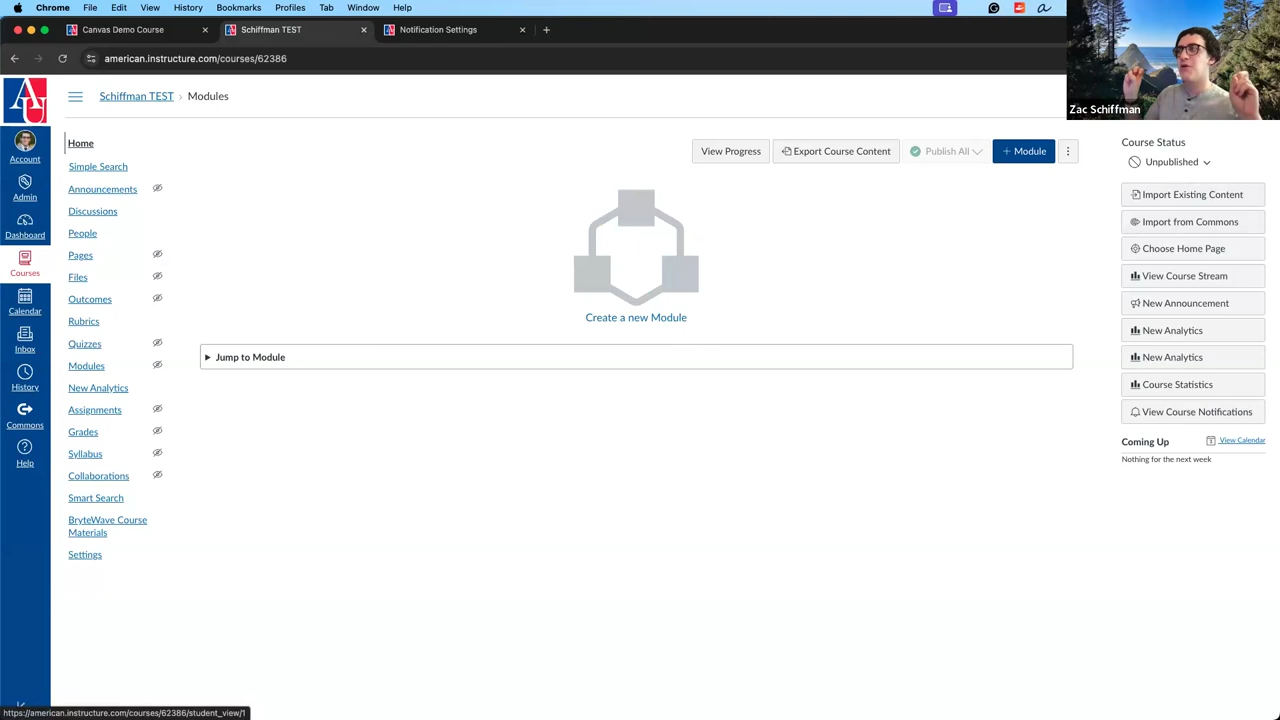 Chrome File Edit View History Bookmarks Profiles Tab Window Help
Canvas Demo Course
Schiffman TEST
Notification Settings
american.instructure.com/courses/62386
Zac Schiffman
AU
Account
Admin
Dashboard
Courses
Calendar
Inbox
History
Commons
Help
Schiffman TEST › Modules
Home
Simple Search
Announcements
Discussions
People
Pages
Files
Outcomes
Rubrics
Quizzes
Modules
New Analytics
Assignments
Grades
Syllabus
Collaborations
Smart Search
BryteWave Course
Materials
Settings
View Progress
Export Course Content
Publish All
+ Module
Create a new Module
Jump to Module
Course Status
Unpublished
Import Existing Content
Import from Commons
Choose Home Page
View Course Stream
New Announcement
New Analytics
New Analytics
Course Statistics
View Course Notifications
Coming Up
View Calendar
Nothing for the next week
https://american.instructure.com/courses/62386/student_view/1